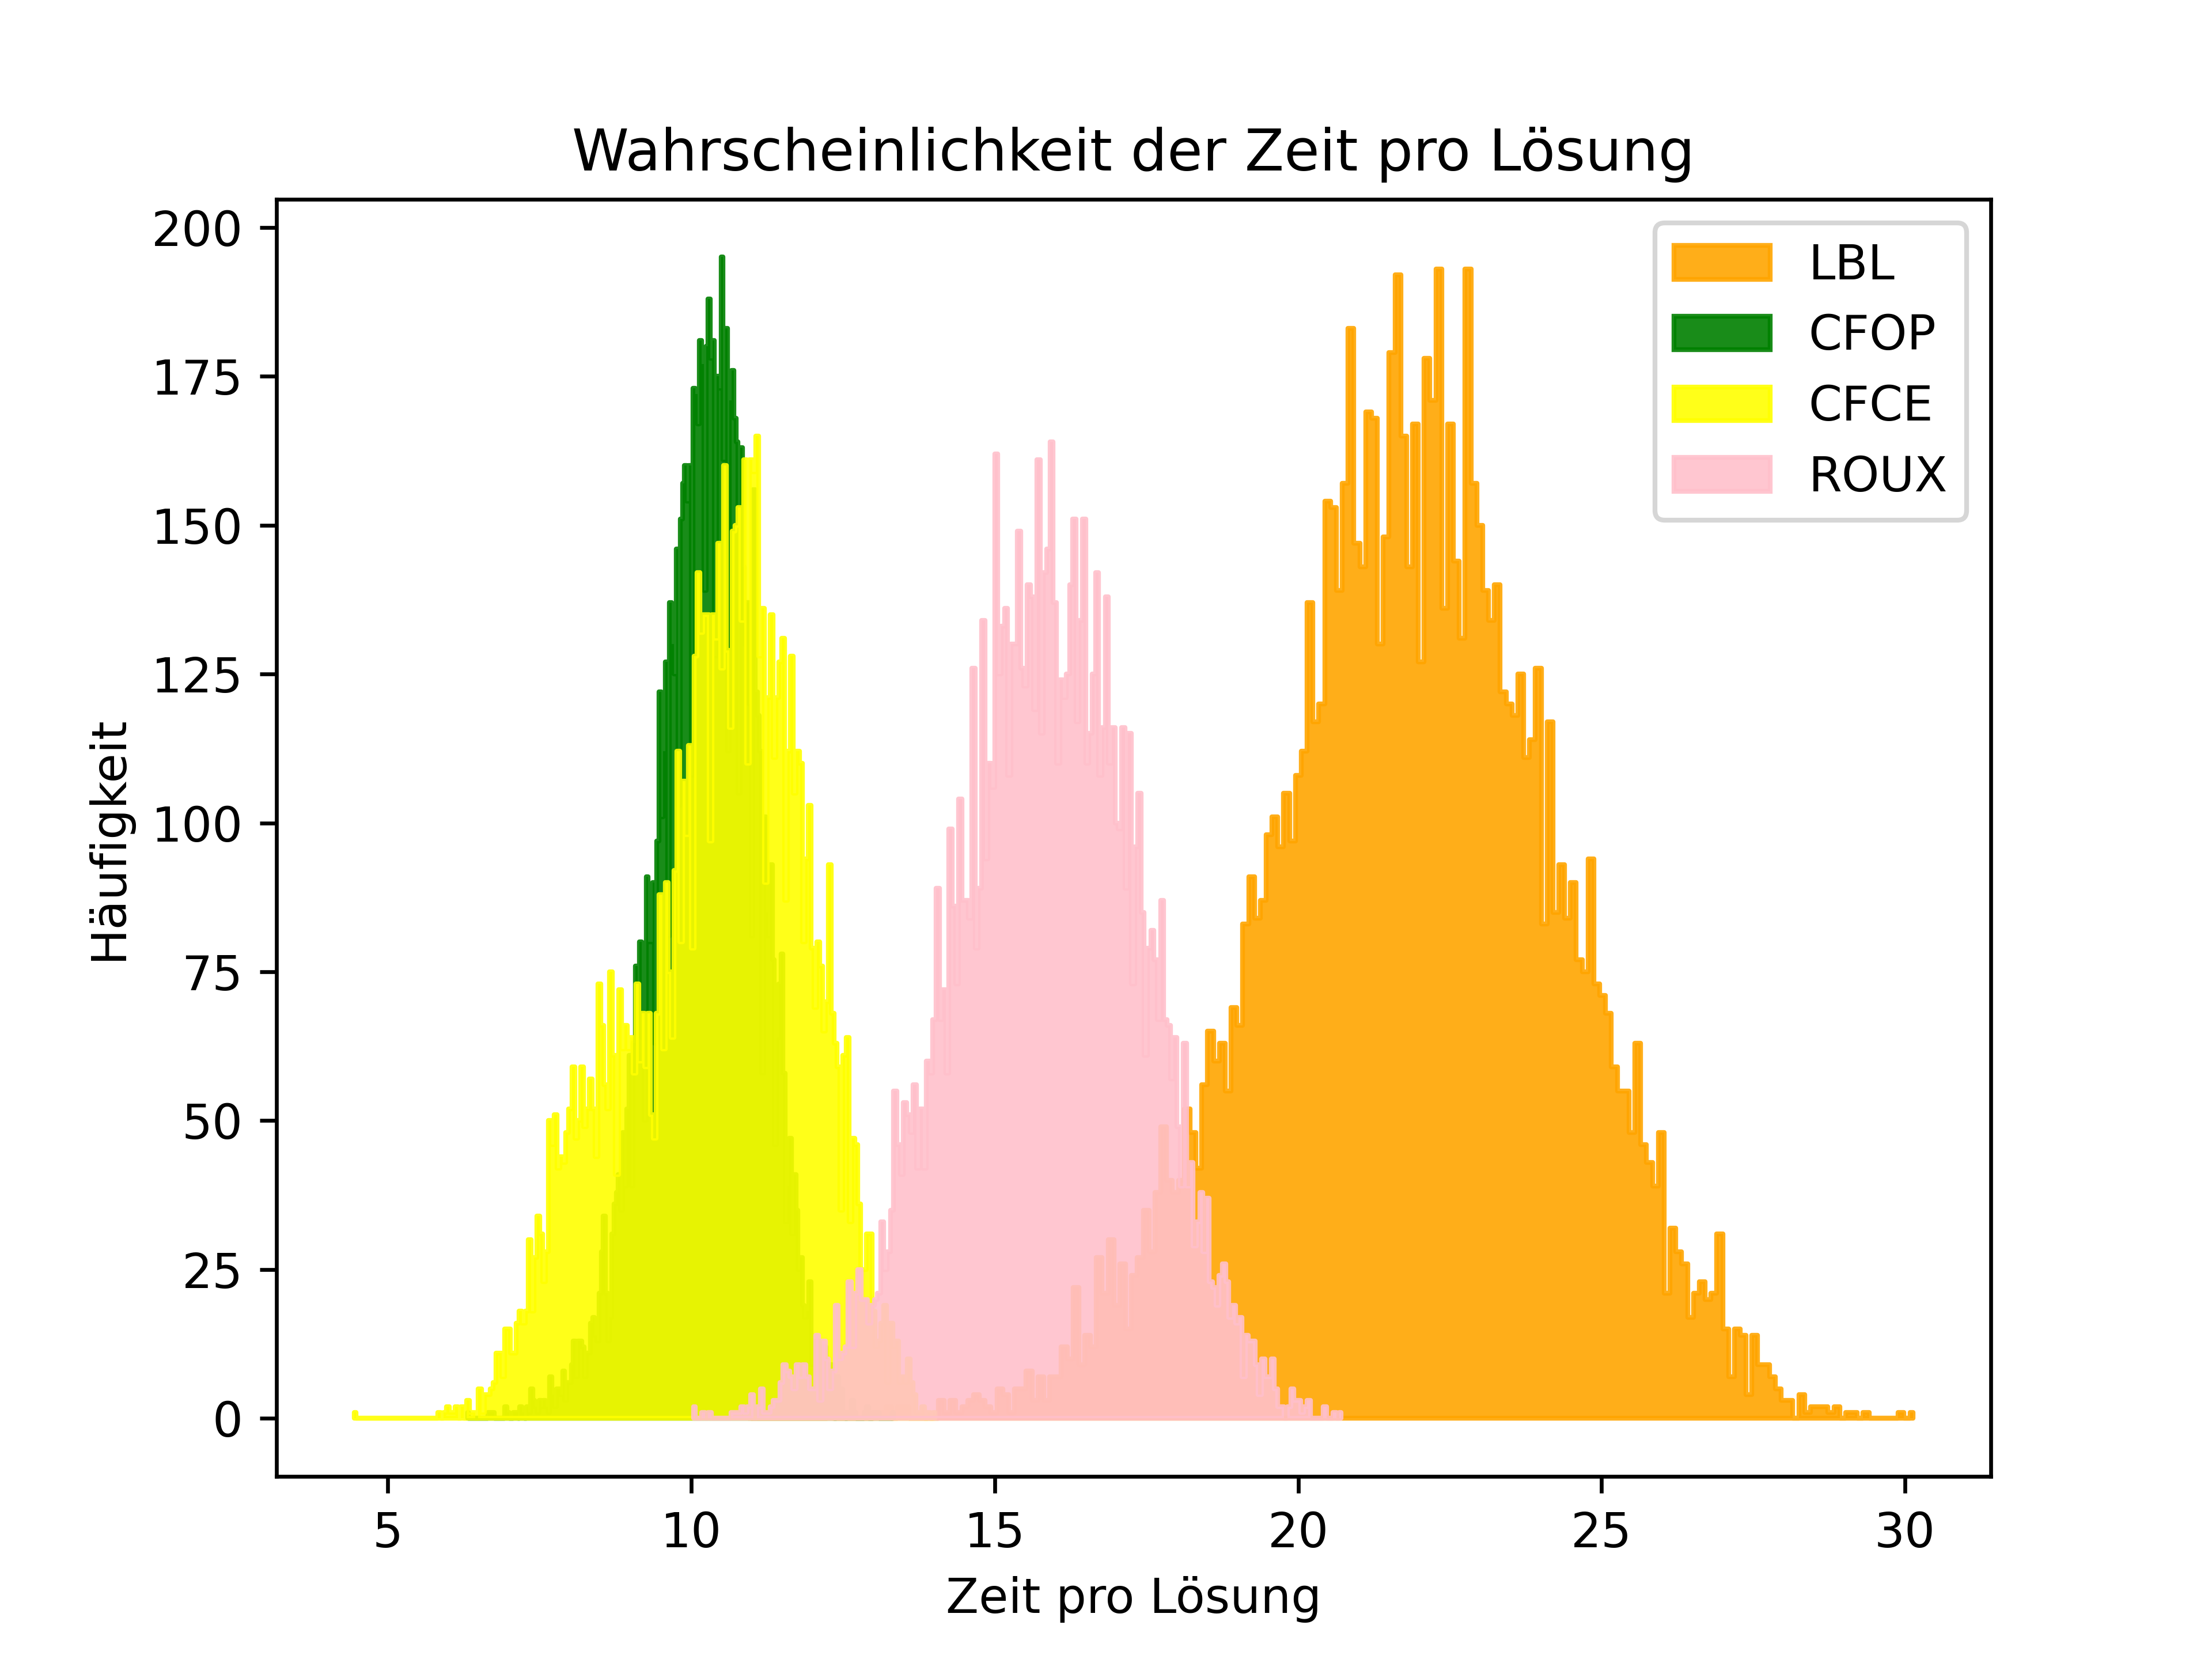 Wahrscheinlichkeit der Zeit pro Lösung
LBL
CFOP
CFCE
ROUX
Häufigkeit
200
175
150
125
100
75
50
25
0
5 10 15 20 25 30
Zeit pro Lösung